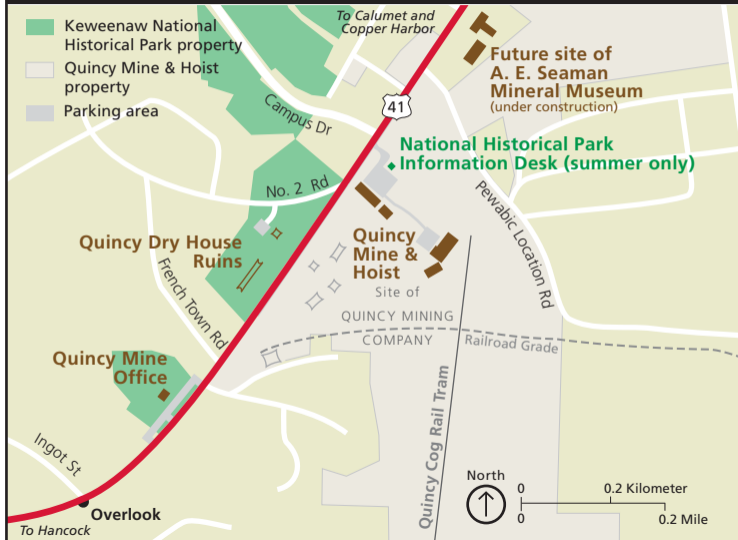 Keweenaw National
Historical Park property
Quincy Mine & Hoist
property
Parking area
To Calumet and
Copper Harbor
41
Future site of
A. E. Seaman
Mineral Museum
(under construction)
Campus Dr
National Historical Park
Information Desk (summer only)
No. 2 Rd
Pewabic Location Rd
Quincy Dry House
Ruins
Quincy
Mine &
Hoist
French Town Rd
Site of
QUINCY MINING
COMPANY
Railroad Grade
Quincy Mine
Office
Quincy Cog Rail Tram
Ingot St
Overlook
To Hancock
North
0
0.2 Kilometer
0
0.2 Mile